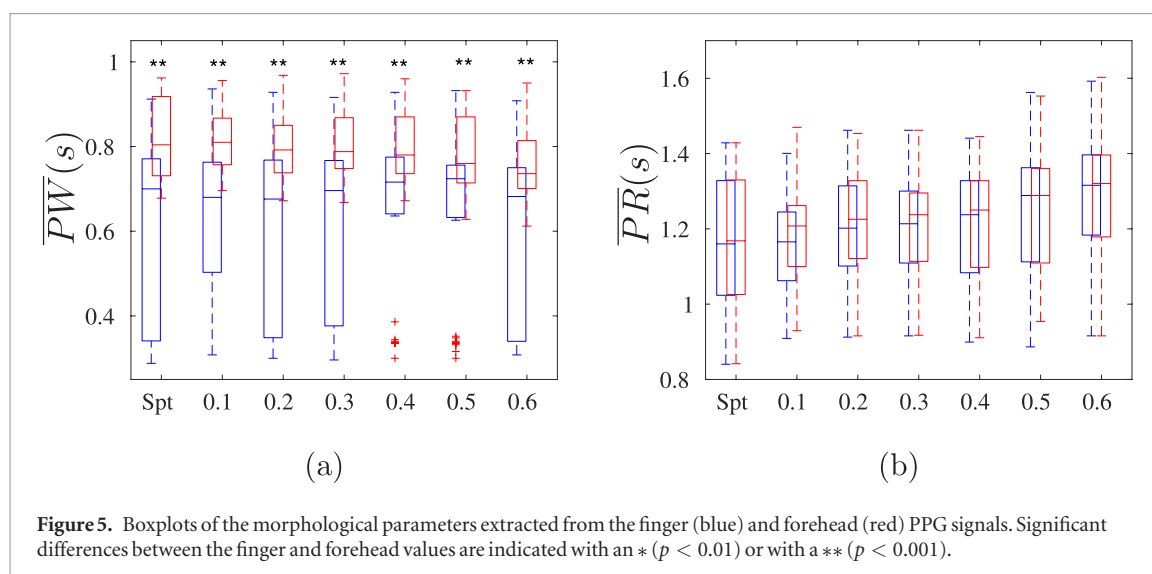 ** ** ** ** ** ** **
1
0.8
0.6
0.4
PW(s)
Spt 0.1 0.2 0.3 0.4 0.5 0.6
(a)
1.6
1.4
1.2
1
0.8
PR(s)
Spt 0.1 0.2 0.3 0.4 0.5 0.6
(b)
Figure 5. Boxplots of the morphological parameters extracted from the finger (blue) and forehead (red) PPG signals. Significant
differences between the finger and forehead values are indicated with an * (p < 0.01) or with a ** (p < 0.001).